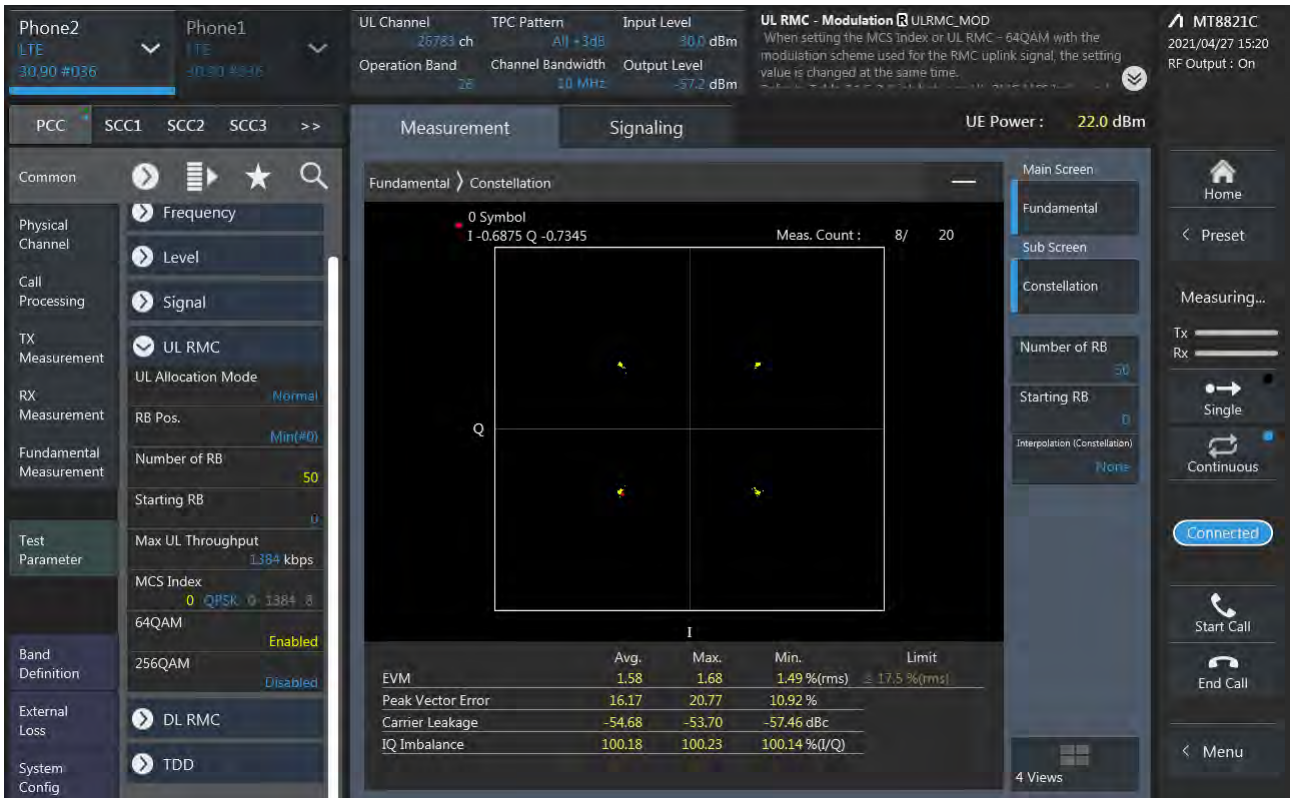 Phone2
LTE
30.90 #036
Phone1
LTE
30.90 #036
UL Channel
26783 ch
Operation Band
26
TPC Pattern
All +3dB
Channel Bandwidth
10 MHz
Input Level
30.0 dBm
Output Level
-57.2 dBm
UL RMC - Modulation R ULRMC_MOD
When setting the MCS Index or UL RMC – 64QAM with the
modulation scheme used for the RMC uplink signal, the setting
value is changed at the same time.
MT8821C
2021/04/27 15:20
RF Output : On
PCC SCC1 SCC2 SCC3 >>
Measurement
Signaling
UE Power : 22.0 dBm
Common
Physical
Channel
Call
Processing
TX
Measurement
RX
Measurement
Fundamental
Measurement
Test
Parameter
Band
Definition
External
Loss
System
Config
Frequency
Level
Signal
UL RMC
UL Allocation Mode
Normal
RB Pos.
Min(#0)
Number of RB
50
Starting RB
0
Max UL Throughput
1384 kbps
MCS Index
0 QPSK 0 1384 8
64QAM
Enabled
256QAM
Disabled
DL RMC
TDD
Fundamental Constellation
0 Symbol
I -0.6875 Q -0.7345
Meas. Count : 8/ 20
Q
I
Avg. Max. Min. Limit
EVM 1.58 1.68 1.49 %(rms) ≦ 17.5 %(rms)
Peak Vector Error 16.17 20.77 10.92 %
Carrier Leakage -54.68 -53.70 -57.46 dBc
IQ Imbalance 100.18 100.23 100.14 %(I/Q)
Main Screen
Fundamental
Sub Screen
Constellation
Number of RB
50
Starting RB
0
Interpolation (Constellation)
None
4 Views
Home
< Preset
Measuring...
Tx
Rx
Single
Continuous
Connected
Start Call
End Call
< Menu